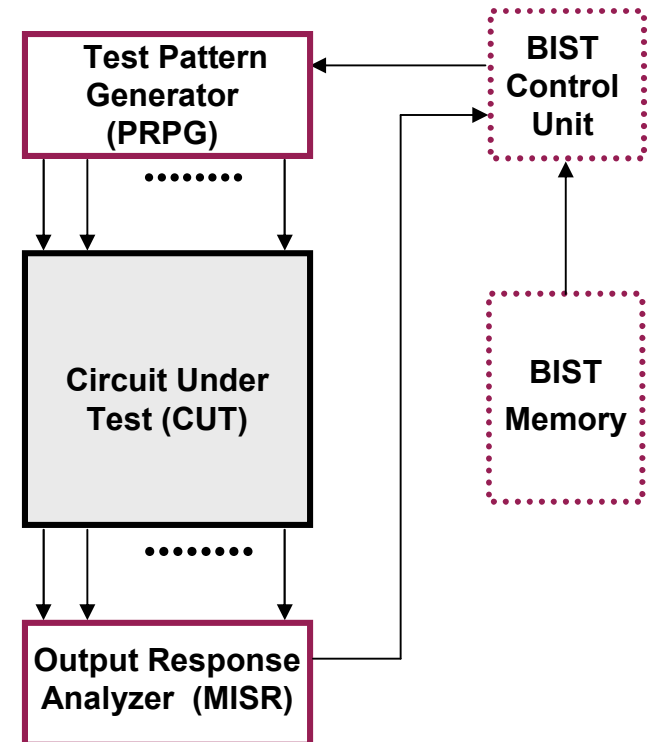 Test Pattern
Generator
(PRPG)
BIST
Control
Unit
Circuit Under
Test (CUT)
BIST
Memory
Output Response
Analyzer (MISR)